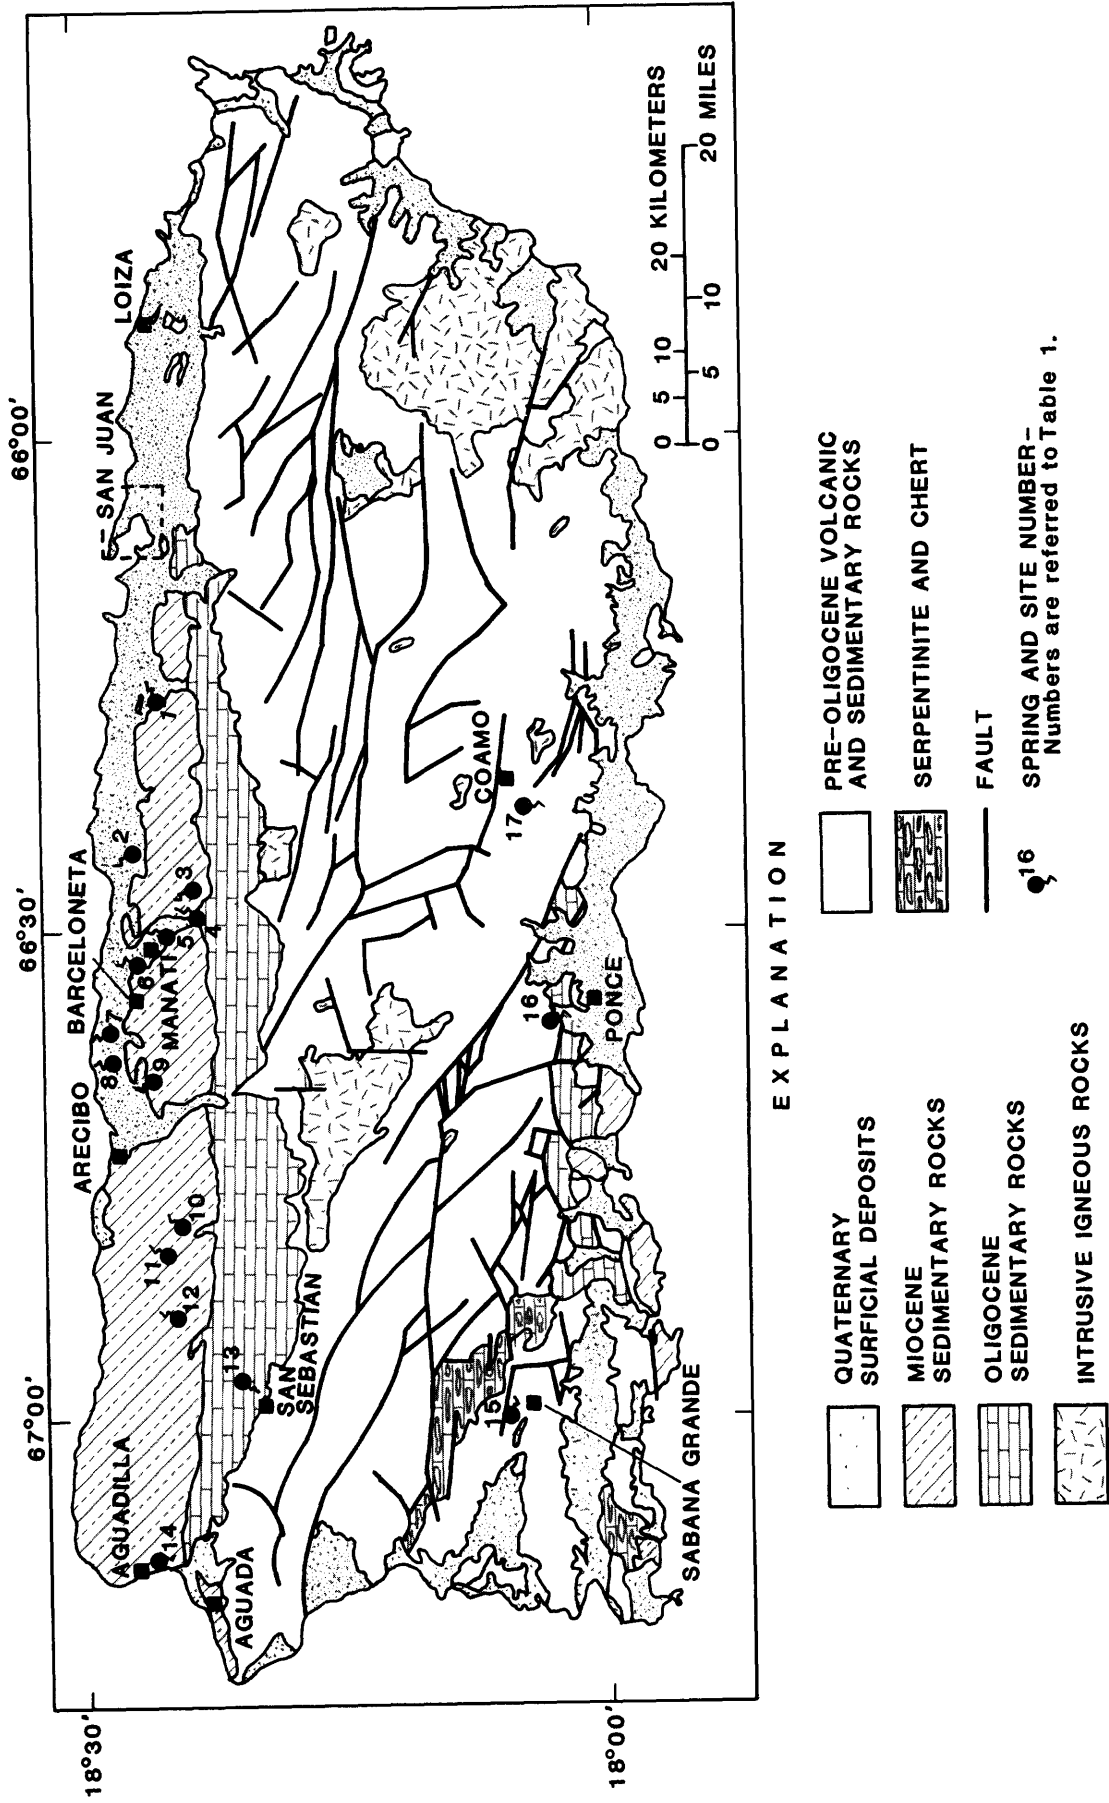 67°00'
66°30'
66°00'
18°30'
18°00'
AGUADILLA
14
AGUADA
13
SAN
SEBASTIAN
12
11
10
ARECIBO
9
8
7
BARCELONETA
6
MANATI
5
4
3
2
1
SAN JUAN
LOIZA
SABANA GRANDE
15
16
PONCE
17
COAMO
0 5 10 20 KILOMETERS
0 5 10 20 MILES
EXPLANATION
QUATERNARY
SURFICIAL DEPOSITS
MIOCENE
SEDIMENTARY ROCKS
OLIGOCENE
SEDIMENTARY ROCKS
INTRUSIVE IGNEOUS ROCKS
PRE-OLIGOCENE VOLCANIC
AND SEDIMENTARY ROCKS
SERPENTINITE AND CHERT
FAULT
16
SPRING AND SITE NUMBER-
Numbers are referred to Table 1.